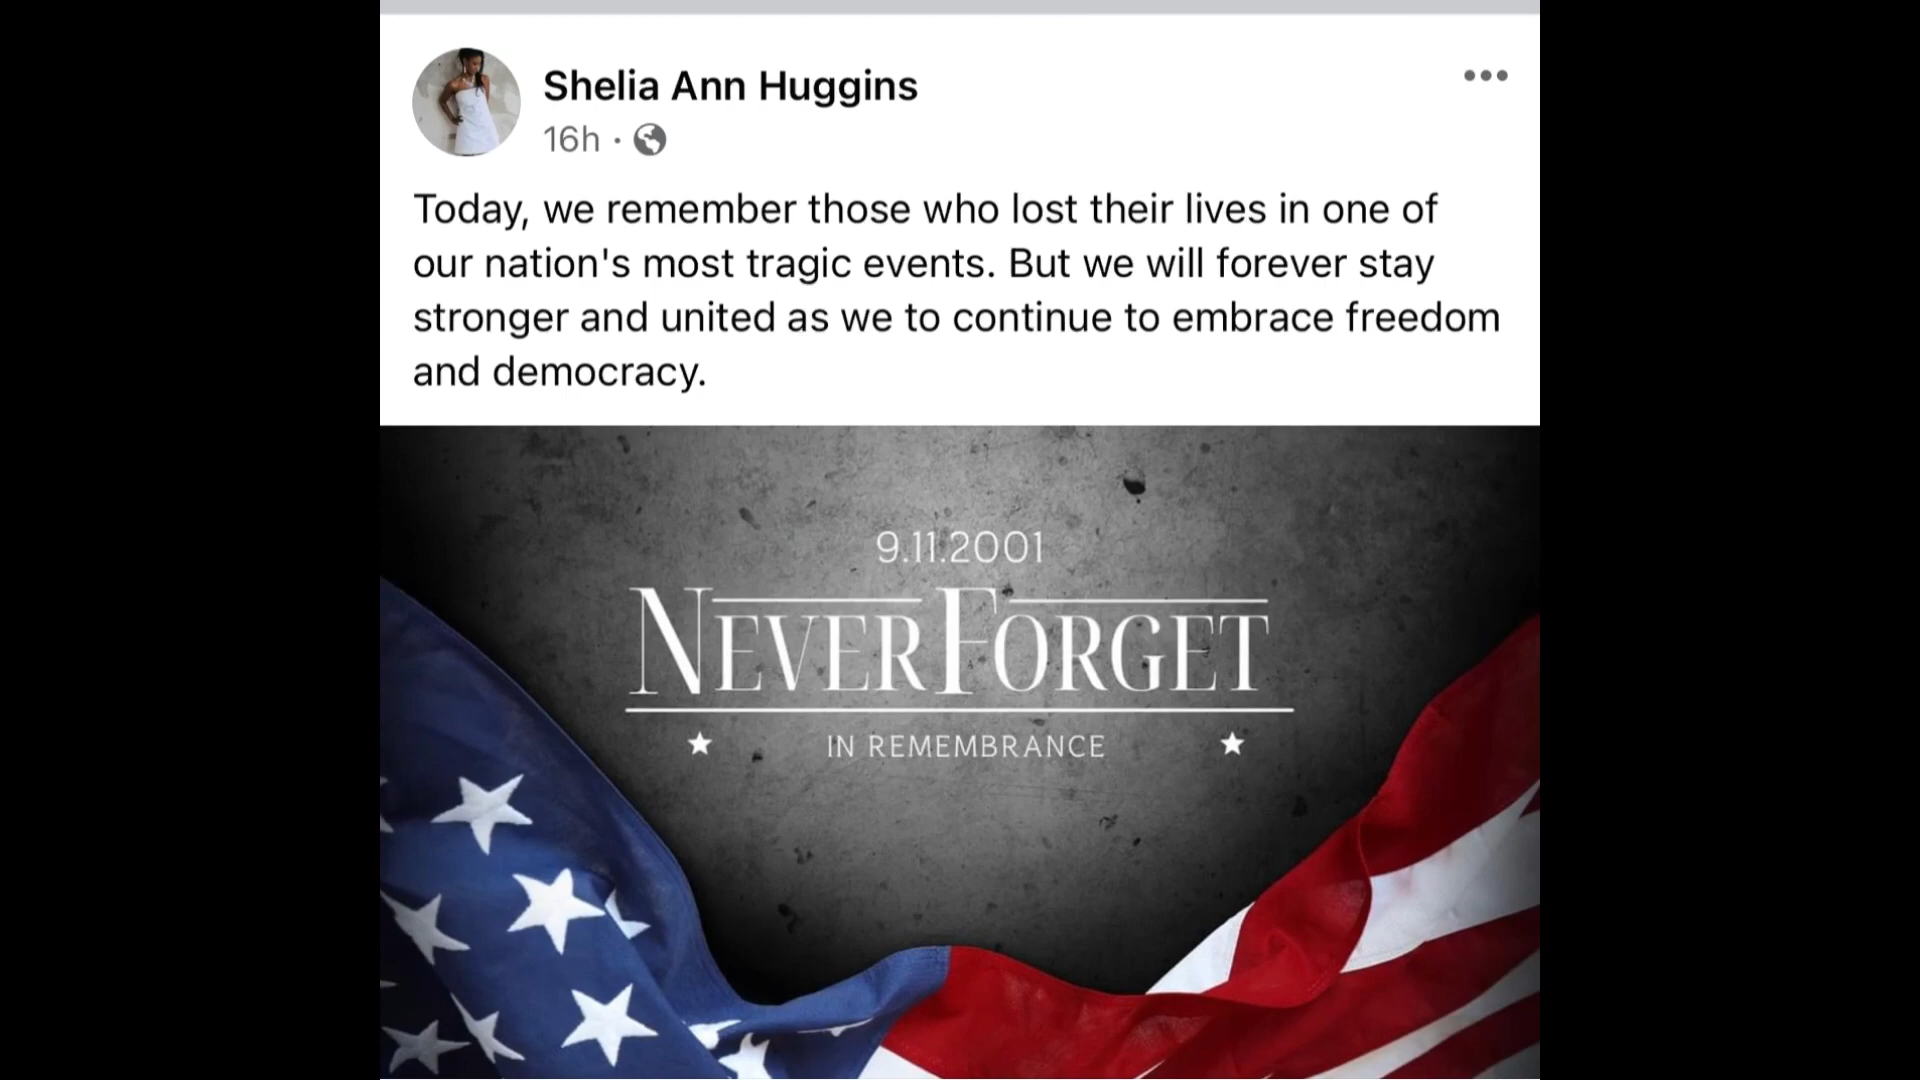 Shelia Ann Huggins
16h ·
Today, we remember those who lost their lives in one of
our nation's most tragic events. But we will forever stay
stronger and united as we to continue to embrace freedom
and democracy.
9.11.2001
NEVER FORGET
IN REMEMBRANCE